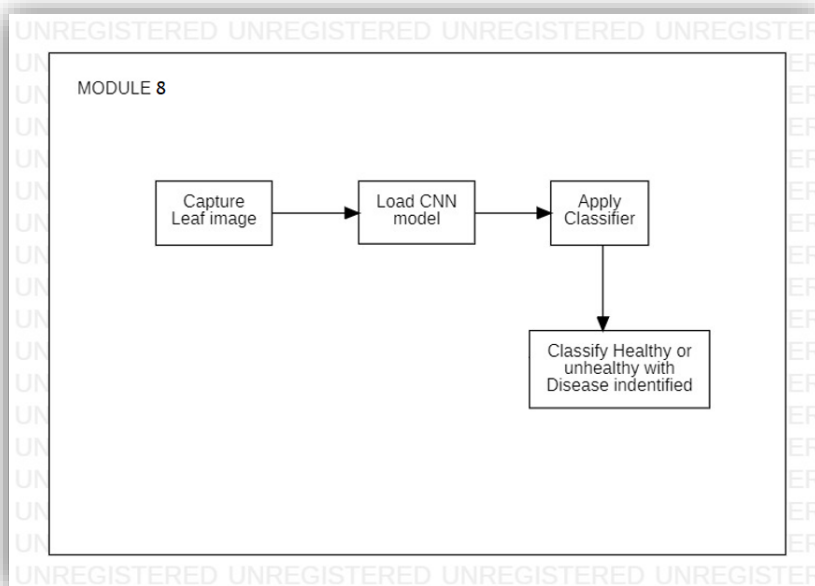 UNREGISTERED UNREGISTERED UNREGISTERED UNREGISTER
MODULE 8
Capture
Leaf image
Load CNN
model
Apply
Classifier
Classify Healthy or
unhealthy with
Disease indentified
UNREGISTERED UNREGISTERED UNREGISTERED UNREGISTER